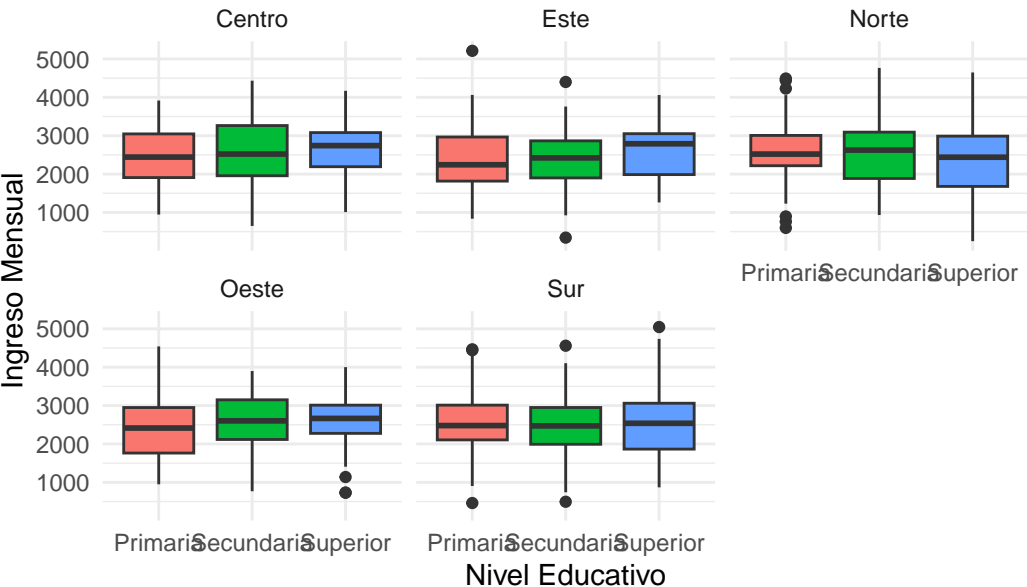 Centro
Este
Norte
5000
4000
3000
2000
1000
Primaria Secundaria Superior
Oeste
Sur
5000
4000
3000
2000
1000
Primaria Secundaria Superior
Primaria Secundaria Superior
Ingreso Mensual
Nivel Educativo